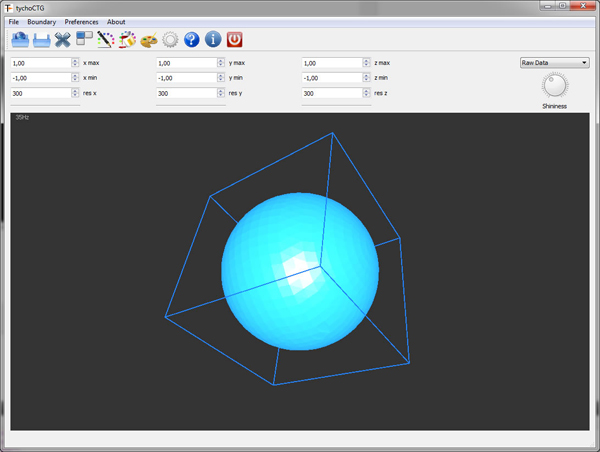 tychoCTG
File Boundary Preferences About
1,00 x max 1,00 y max 1,00 z max Raw Data
-1,00 x min -1,00 y min -1,00 z min
300 res x 300 res y 300 res z
Shininess
35Hz